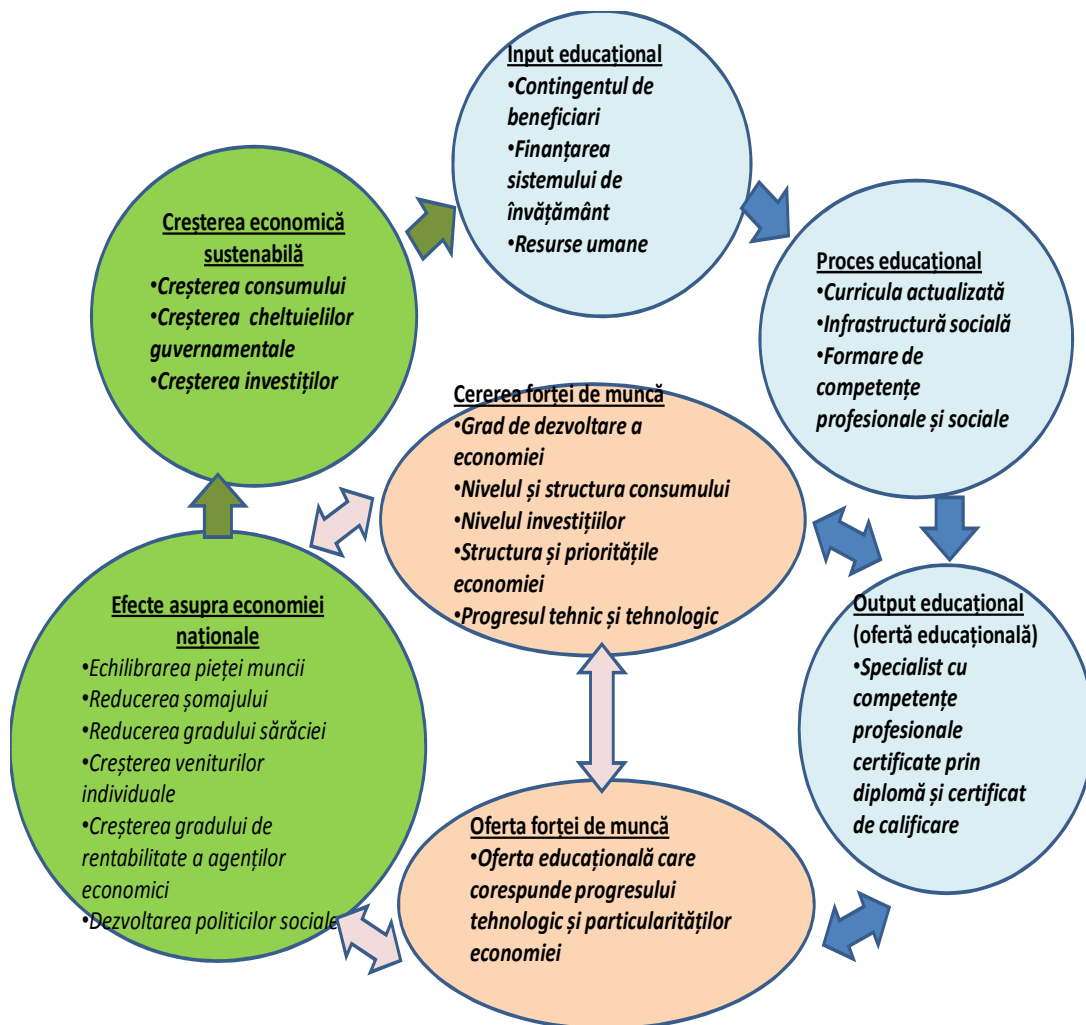 Input educațional
•Contingentul de
beneficiari
•Finanțarea
sistemului de
învățământ
•Resurse umane
Creșterea economică
sustenabilă
•Creșterea consumului
•Creșterea cheltuielilor
guvernamentale
•Creșterea investiților
Proces educațional
•Curricula actualizată
•Infrastructură socială
•Formare de
competențe
profesionale și sociale
Cererea forței de muncă
•Grad de dezvoltare a
economiei
•Nivelul și structura consumului
•Nivelul investițiilor
•Structura și prioritățile
economiei
•Progresul tehnic și tehnologic
Efecte asupra economiei
naționale
•Echilibrarea pieței muncii
•Reducerea șomajului
•Reducerea gradului sărăciei
•Creșterea veniturilor
individuale
•Creșterea gradului de
rentabilitate a agenților
economici
•Dezvoltarea politicilor sociale
Output educațional
(ofertă educațională)
•Specialist cu
competențe
profesionale
certificate prin
diplomă și certificat
de calificare
Oferta forței de muncă
•Oferta educațională care
corespunde progresului
tehnologic și particularităților
economiei